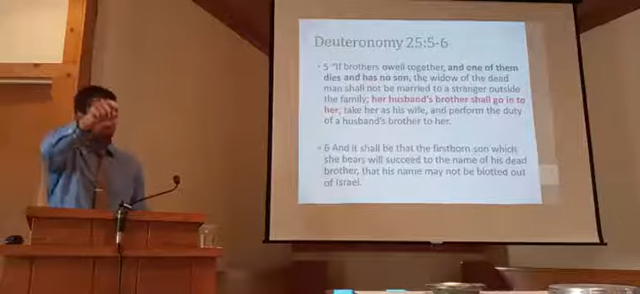 Deuteronomy 25:5-6
• 5 "If brothers dwell together, and one of them
dies and has no son, the widow of the dead
man shall not be married to a stranger outside
the family; her husband's brother shall go in to
her, take her as his wife, and perform the duty
of a husband's brother to her.
• 6 And it shall be that the firstborn son which
she bears will succeed to the name of his dead
brother, that his name may not be blotted out
of Israel.